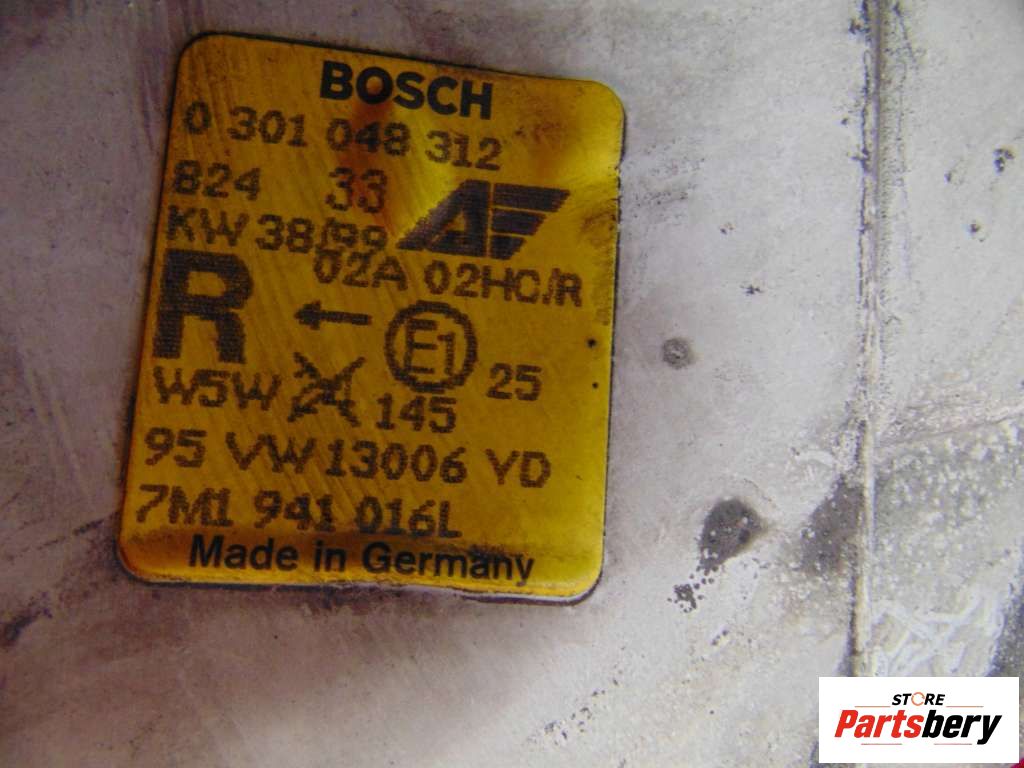 BOSCH
0 301 048 312
824 33
KW 38/99
02A 02HC/R
R
E1
W5W 24 145 25
95 VW 13006 YD
7M1 941 016L
Made in Germany
STORE
Partsbery